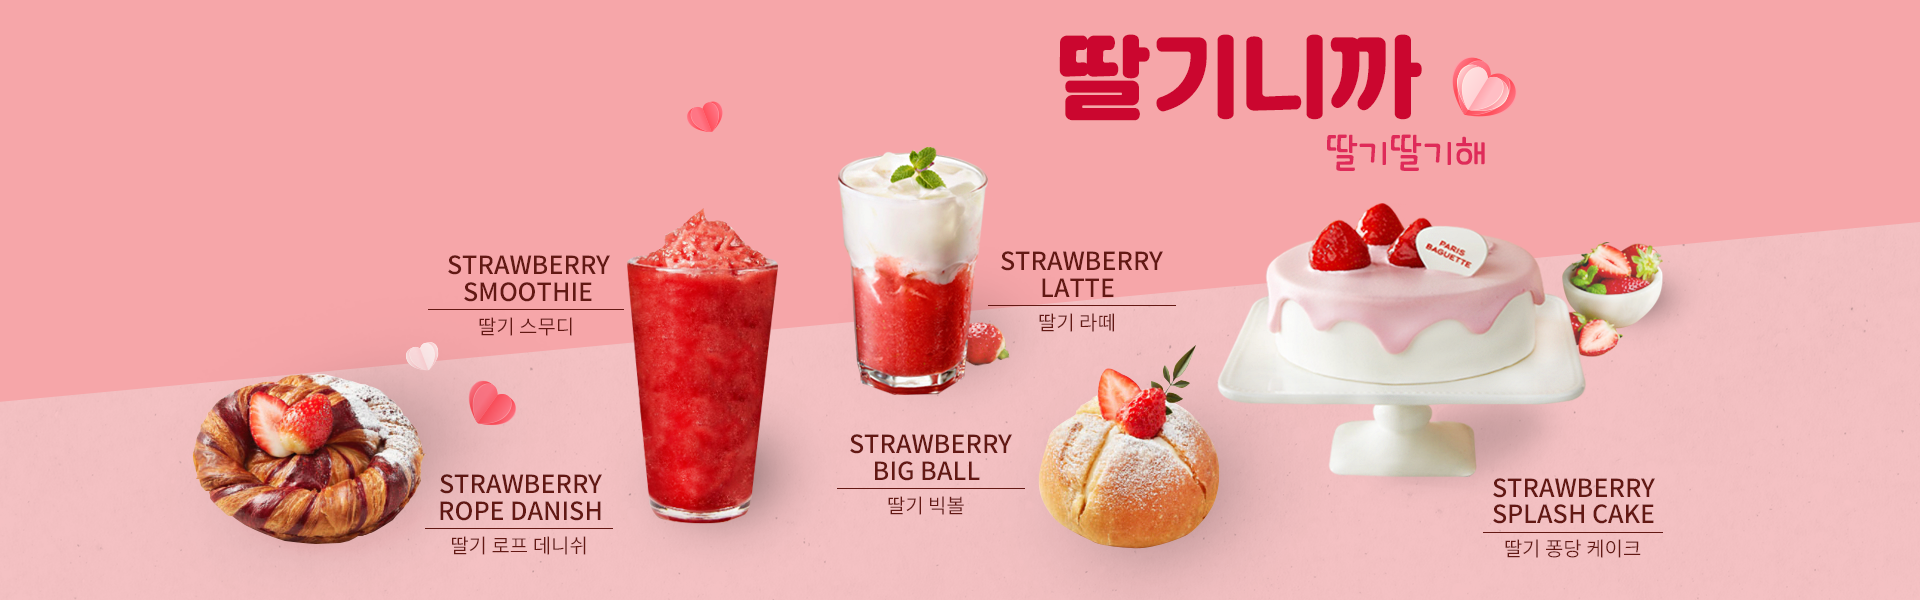 딸기니까
딸기딸기해
STRAWBERRY
SMOOTHIE
딸기 스무디
STRAWBERRY
LATTE
딸기 라떼
PARIS
BAGUETTE
STRAWBERRY
ROPE DANISH
딸기 로프 데니쉬
STRAWBERRY
BIG BALL
딸기 빅볼
STRAWBERRY
SPLASH CAKE
딸기 퐁당 케이크